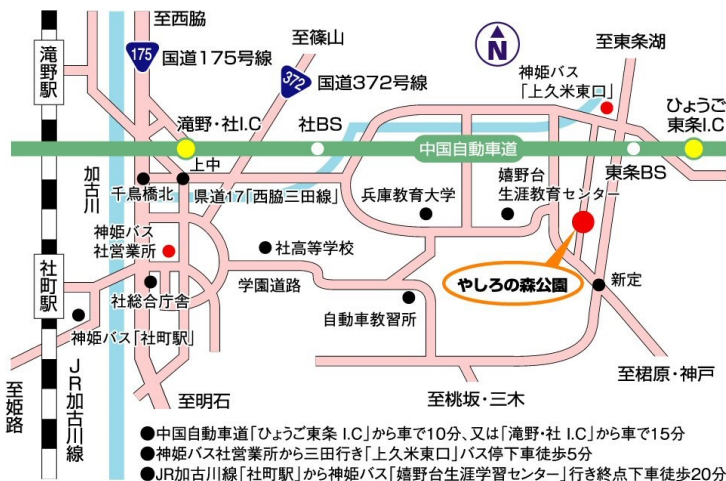 至西脇
175
国道175号線
至篠山
372
国道372号線
N
至東条湖
神姫バス
「上久米東口」
ひょうご
東条I.C
滝野駅
滝野・社I.C
社BS
中国自動車道
東条BS
上中
加古川
千鳥橋北
県道17「西脇三田線」
兵庫教育大学
嬉野台
生涯教育センター
神姫バス
社営業所
社高等学校
社町駅
学園道路
やしろの森公園
新定
社総合庁舎
自動車教習所
神姫バス「社町駅」
至姫路
JR加古川線
至明石
至桃坂・三木
至椙原・神戸
●中国自動車道「ひょうご東条 I.C」から車で10分、又は「滝野・社 I.C」から車で15分
●神姫バス社営業所から三田行き「上久米東口」バス停下車徒歩5分
●JR加古川線「社町駅」から神姫バス「嬉野台生涯学習センター」行き終点下車徒歩20分